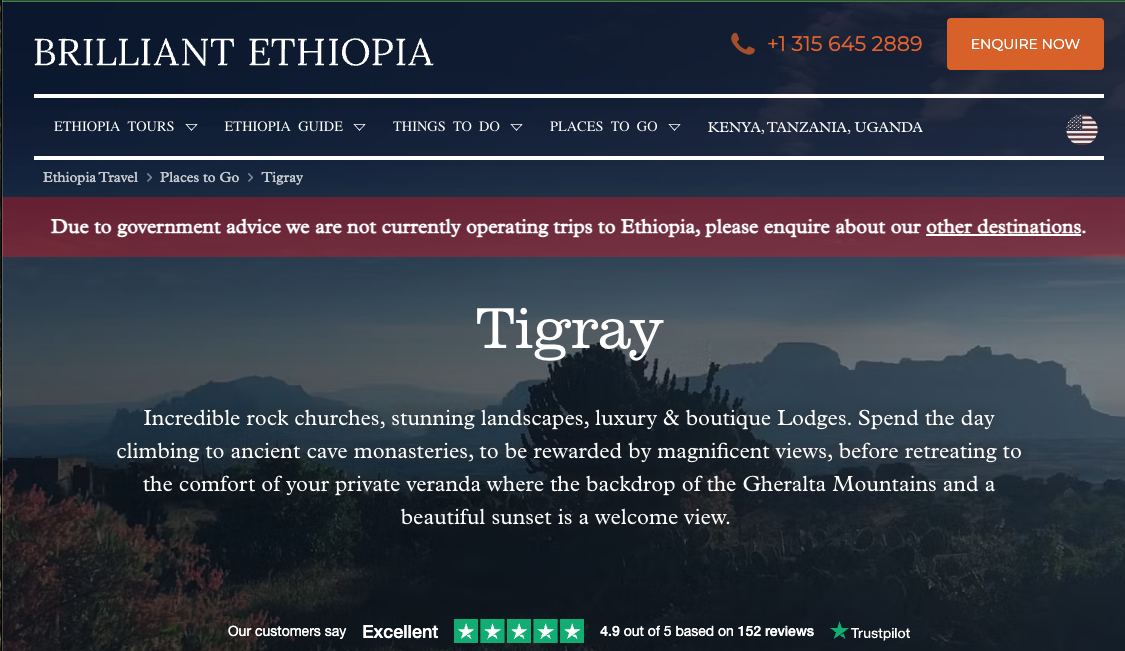 BRILLIANT ETHIOPIA
+1 315 645 2889
ENQUIRE NOW
ETHIOPIA TOURS
ETHIOPIA GUIDE
THINGS TO DO
PLACES TO GO
KENYA, TANZANIA, UGANDA
Ethiopia Travel > Places to Go > Tigray
Due to government advice we are not currently operating trips to Ethiopia, please enquire about our other destinations.
Tigray
Incredible rock churches, stunning landscapes, luxury & boutique Lodges. Spend the day
climbing to ancient cave monasteries, to be rewarded by magnificent views, before retreating to
the comfort of your private veranda where the backdrop of the Gheralta Mountains and a
beautiful sunset is a welcome view.
Our customers say Excellent 4.9 out of 5 based on 152 reviews Trustpilot